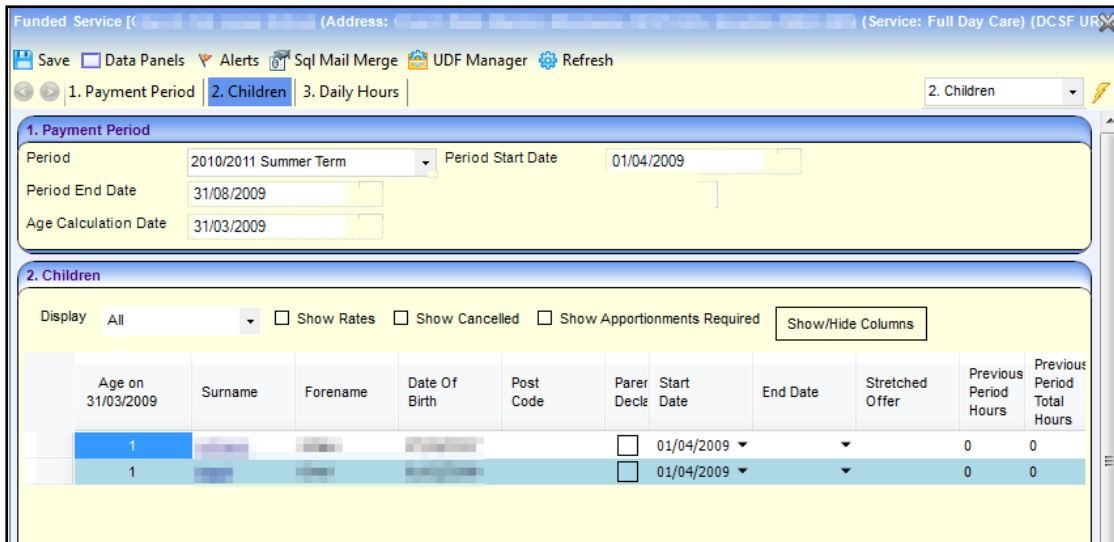 Funded Service [ (Address: (Service: Full Day Care) (DCSF UR
Save Data Panels Alerts Sql Mail Merge UDF Manager Refresh
1. Payment Period 2. Children 3. Daily Hours 2. Children
1. Payment Period
Period 2010/2011 Summer Term Period Start Date 01/04/2009
Period End Date 31/08/2009
Age Calculation Date 31/03/2009
2. Children
Display All Show Rates Show Cancelled Show Apportionments Required Show/Hide Columns
Age on 31/03/2009 Surname Forename Date Of Birth Post Code Paren Decla Start Date End Date Stretched Offer Previous Period Hours Previous Period Total Hours
1 01/04/2009 0 0
1 01/04/2009 0 0